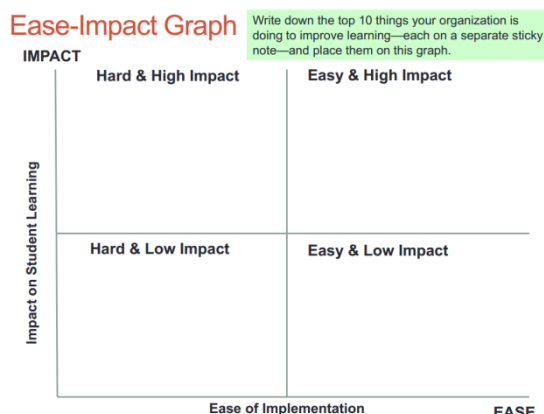 Ease-Impact Graph
Write down the top 10 things your organization is
doing to improve learning—each on a separate sticky
note—and place them on this graph.
IMPACT
Hard & High Impact
Easy & High Impact
Impact on Student Learning
Hard & Low Impact
Easy & Low Impact
Ease of Implementation
EASE